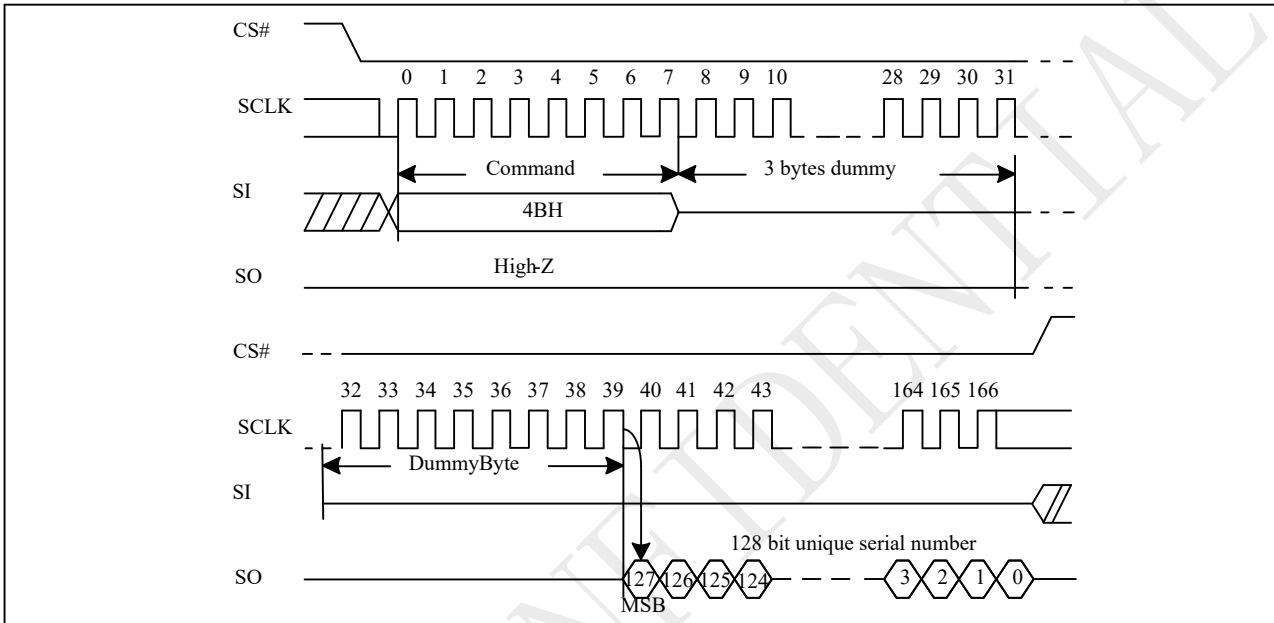 CS#
0 1 2 3 4 5 6 7 8 9 10 28 29 30 31
SCLK
Command 3 bytes dummy
SI
4BH
High-Z
SO
CS#
32 33 34 35 36 37 38 39 40 41 42 43 164 165 166
SCLK
DummyByte
SI
128 bit unique serial number
SO 127 126 125 124 3 2 1 0
MSB
NFIDENTIAL